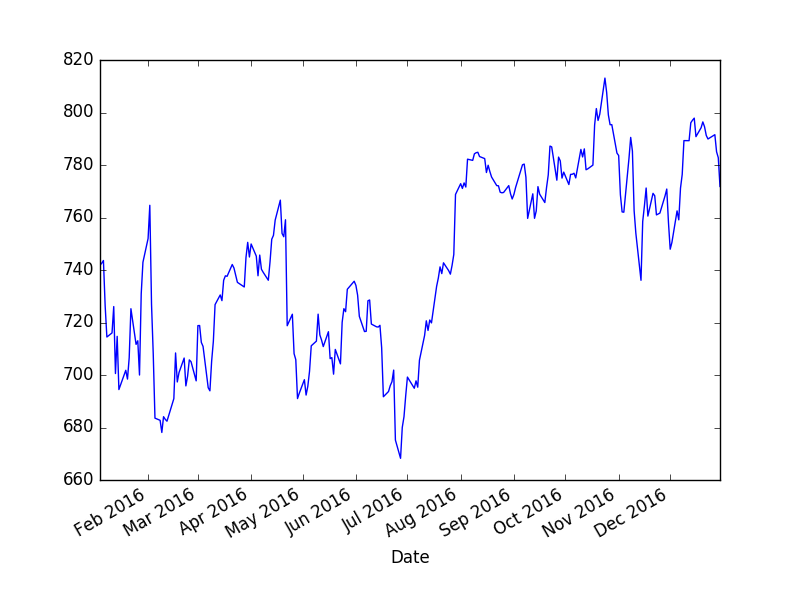 820
800
780
760
740
720
700
680
660
Feb 2016
Mar 2016
Apr 2016
May 2016
Jun 2016
Jul 2016
Aug 2016
Sep 2016
Oct 2016
Nov 2016
Dec 2016
Date